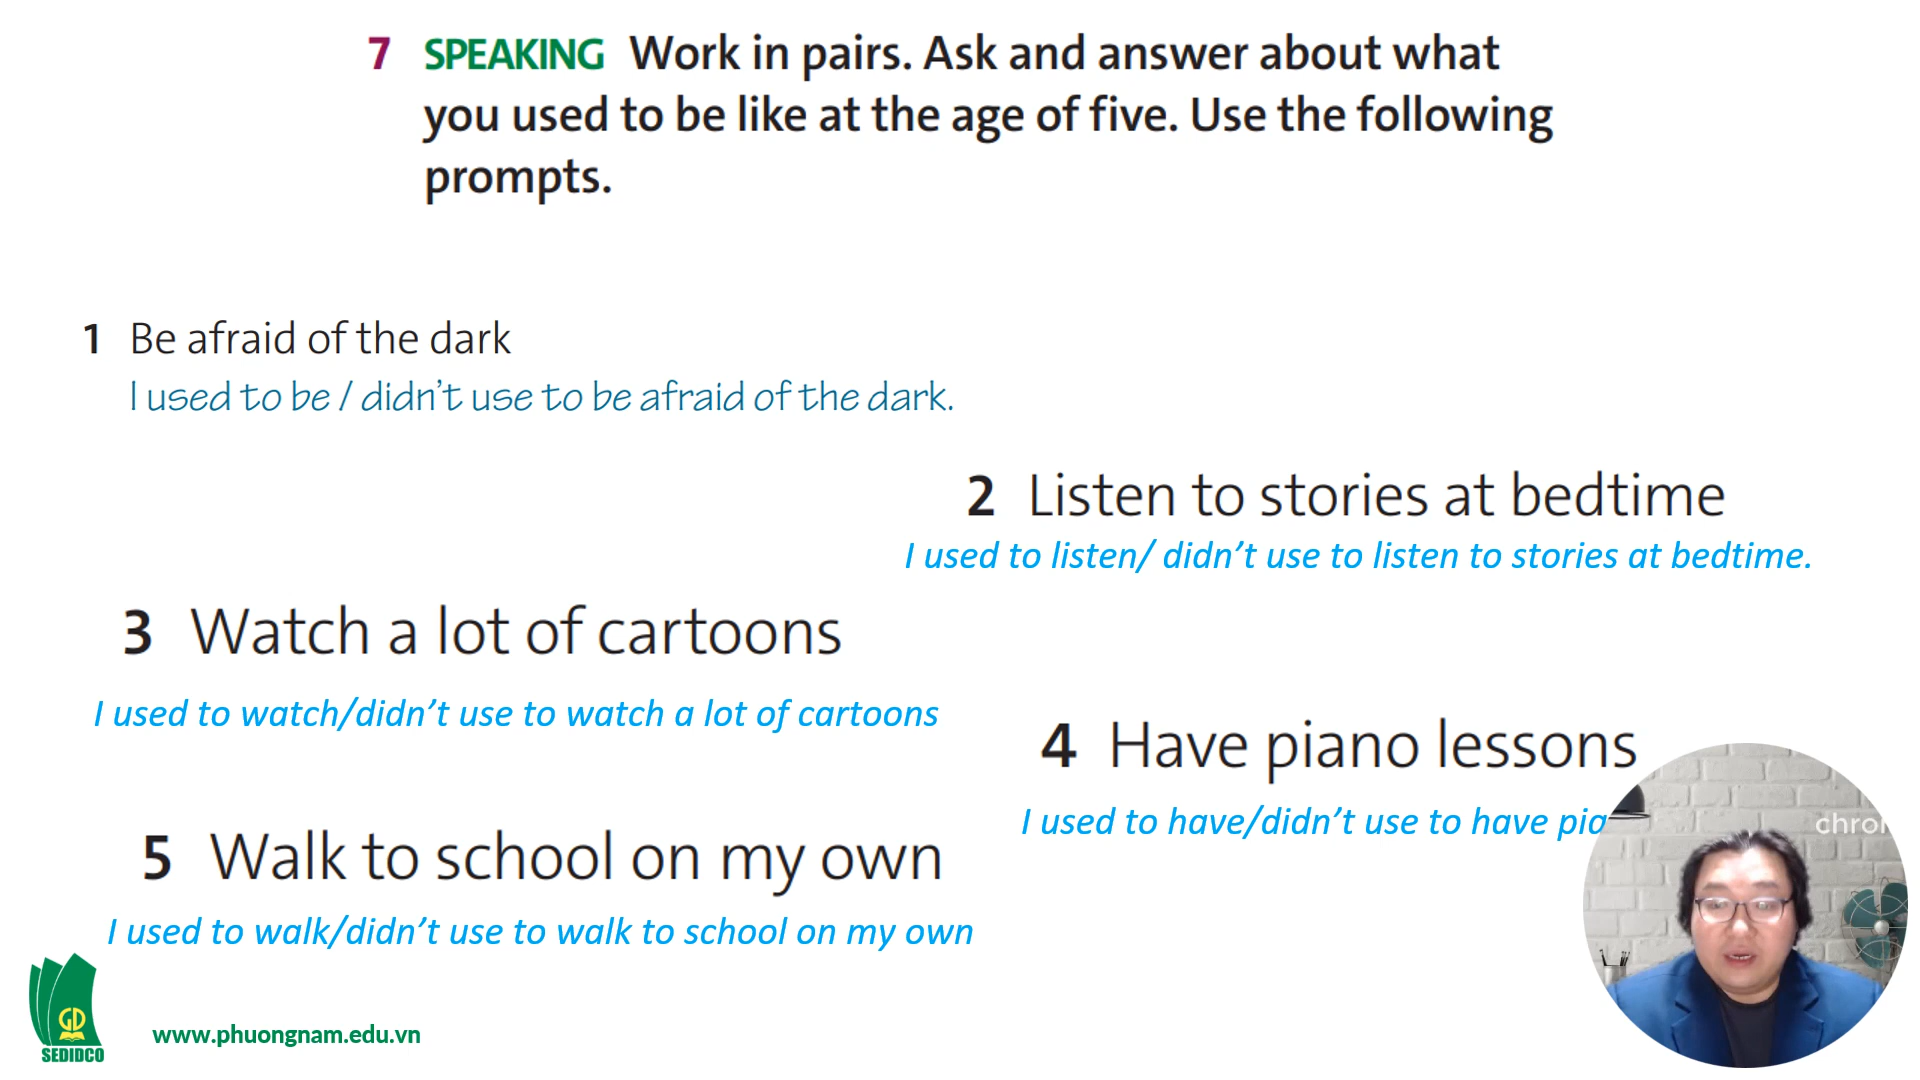 7 SPEAKING Work in pairs. Ask and answer about what
you used to be like at the age of five. Use the following
prompts.
1 Be afraid of the dark
I used to be / didn't use to be afraid of the dark.
2 Listen to stories at bedtime
I used to listen/ didn't use to listen to stories at bedtime.
3 Watch a lot of cartoons
I used to watch/didn't use to watch a lot of cartoons
4 Have piano lessons
I used to have/didn't use to have
5 Walk to school on my own
I used to walk/didn't use to walk to school on my own
GD
SEDIDCO
www.phuongnam.edu.vn